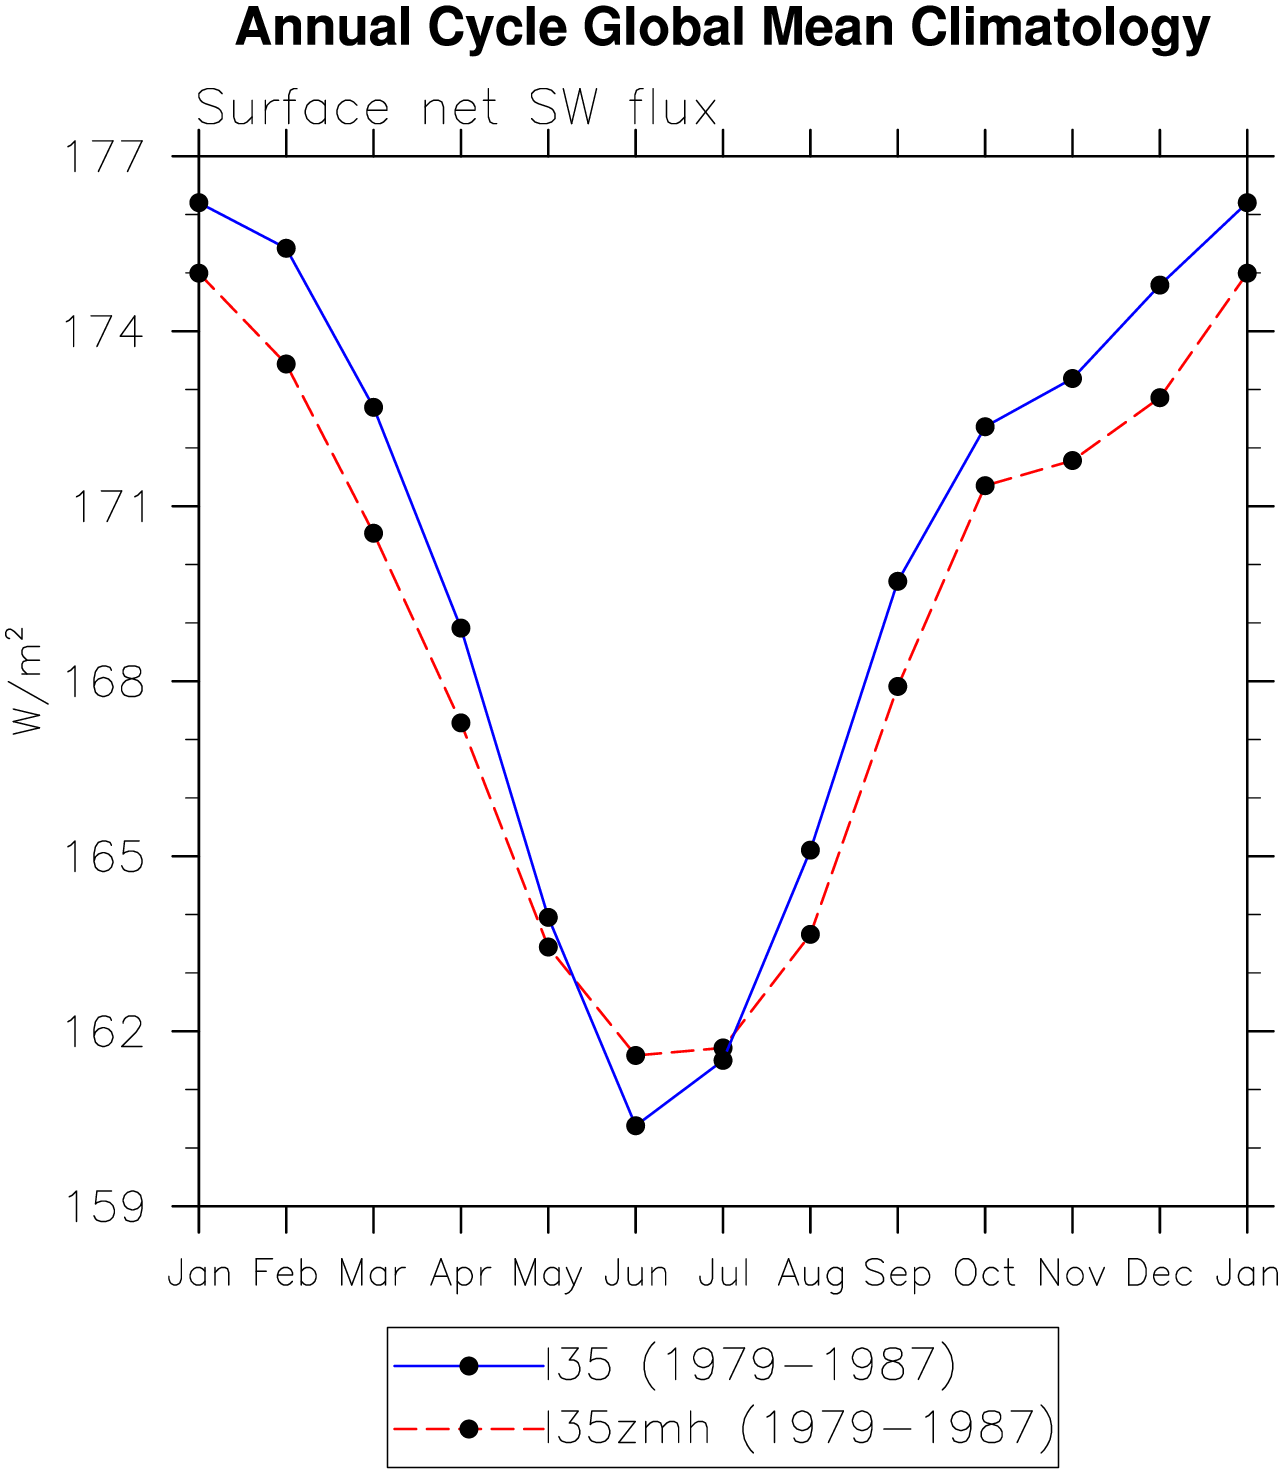 Annual Cycle Global Mean Climatology
Surface net SW flux
177
174
171
168
165
162
159
W/m²
Jan Feb Mar Apr May Jun Jul Aug Sep Oct Nov Dec Jan
I35 (1979-1987)
I35zmh (1979-1987)